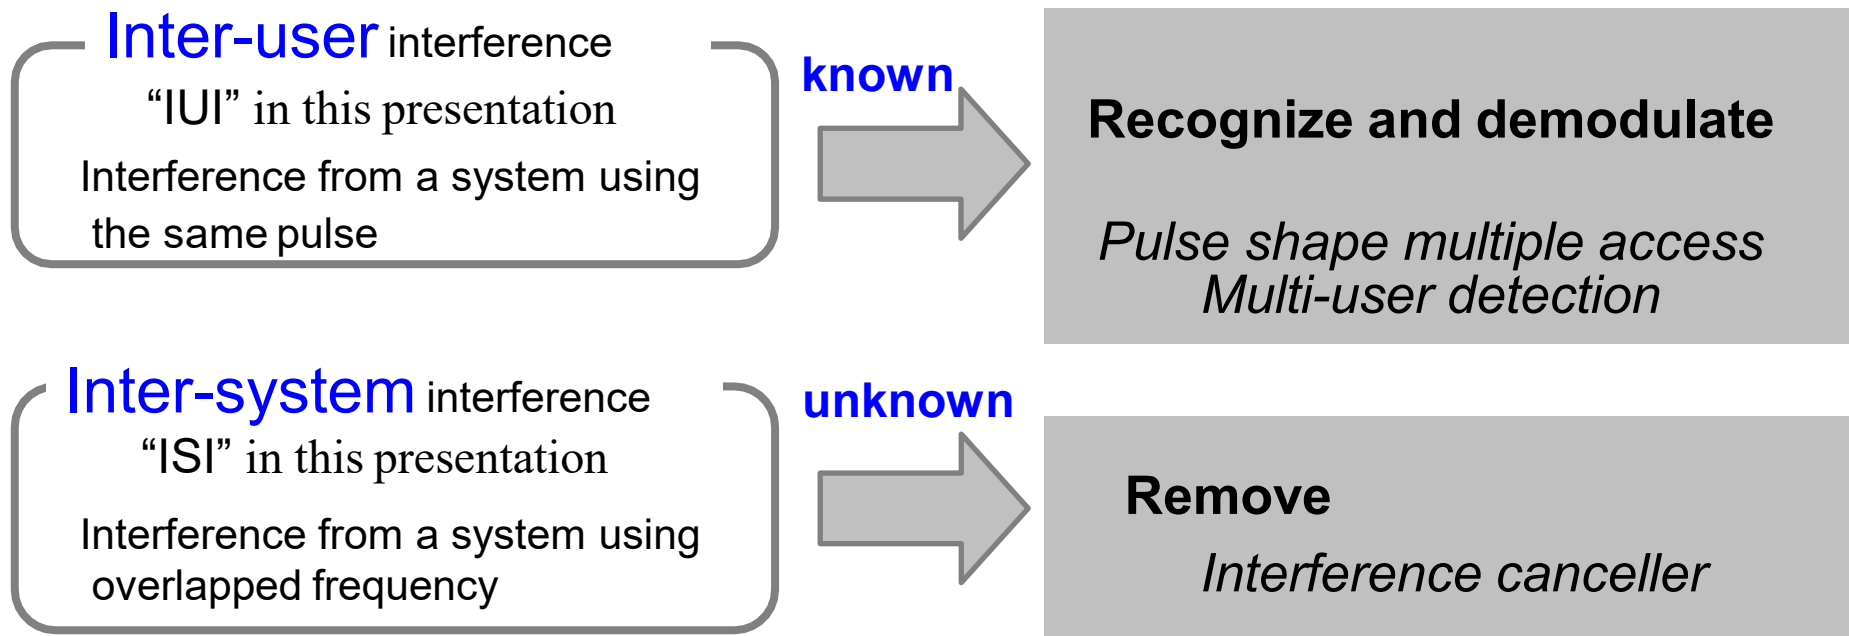 Inter-user interference
“IUI” in this presentation
Interference from a system using
the same pulse
known
Recognize and demodulate
Pulse shape multiple access
Multi-user detection
Inter-system interference
“ISI” in this presentation
Interference from a system using
overlapped frequency
unknown
Remove
Interference canceller